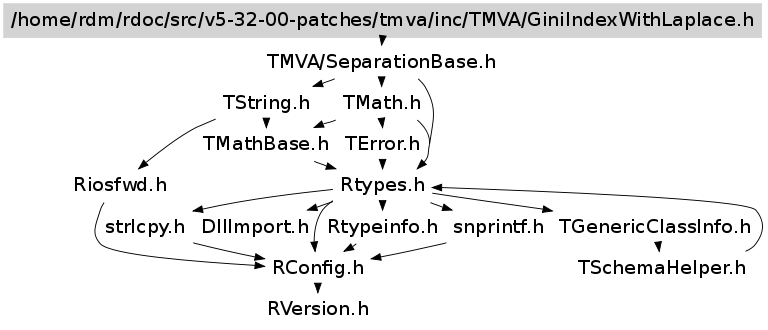 /home/rdm/rdoc/src/v5-32-00-patches/tmva/inc/TMVA/GiniIndexWithLaplace.h
TMVA/SeparationBase.h
TString.h TMath.h
TMathBase.h TError.h
Riosfwd.h Rtypes.h
strlcpy.h DllImport.h Rtypeinfo.h snprintf.h TGenericClassInfo.h
RConfig.h TSchemaHelper.h
RVersion.h